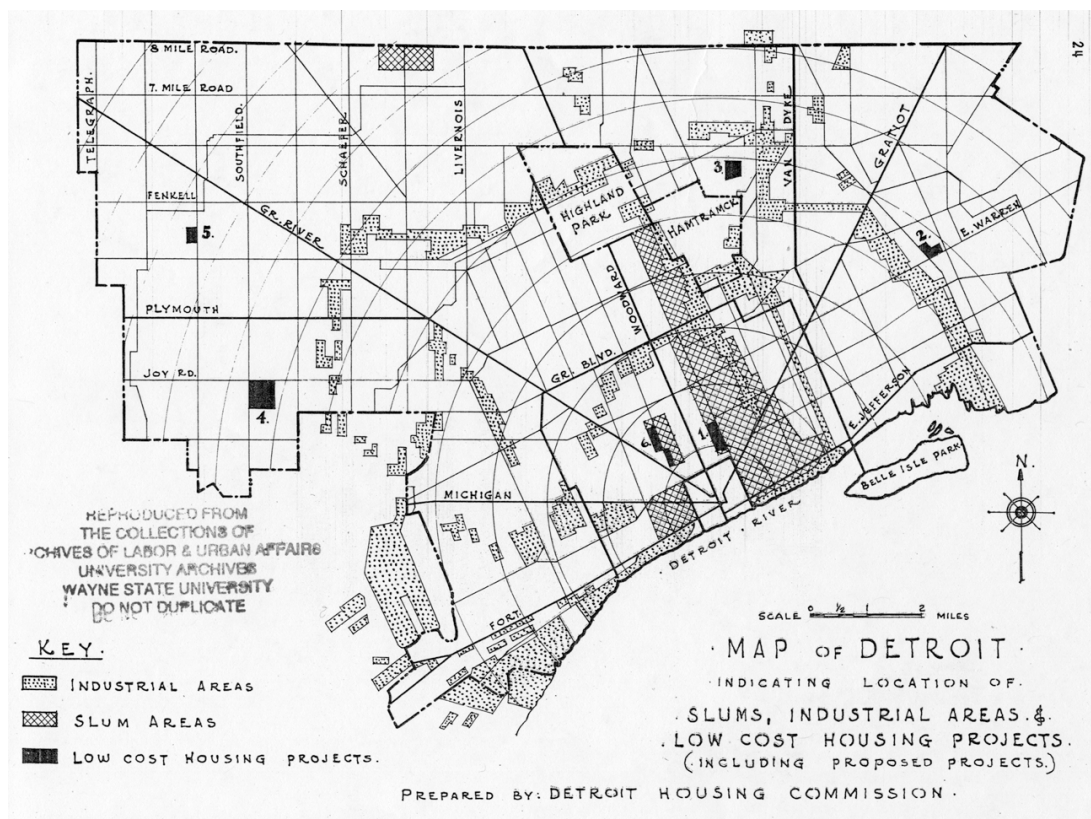 24
8 MILE ROAD.
7. MILE ROAD
TELEGRAPH.
SOUTHFIELD.
SCHAEFER
LIVERNOIS
VAN DYKE
GRATIOT
FENKELL
5.
GR. RIVER
HIGHLAND
PARK
HAMTRAMCK
3.
2.
E. WARREN
PLYMOUTH
WOODWARD
JOY RD.
4.
GR. BLVD.
6.
1.
E. JEFFERSON
BELLE ISLE PARK
MICHIGAN
DETROIT RIVER
FORT
N.
REPRODUCED FROM
THE COLLECTIONS OF
CHIVES OF LABOR & URBAN AFFAIRS
UNIVERSITY ARCHIVES
WAYNE STATE UNIVERSITY
DO NOT DUPLICATE
KEY.
INDUSTRIAL AREAS
SLUM AREAS
LOW COST HOUSING PROJECTS.
SCALE 0 ½ 1 2 MILES
· MAP OF DETROIT ·
· INDICATING LOCATION OF ·
· SLUMS, INDUSTRIAL AREAS. &.
. LOW COST HOUSING PROJECTS.
(INCLUDING PROPOSED PROJECTS.)
PREPARED BY: DETROIT HOUSING COMMISSION ·